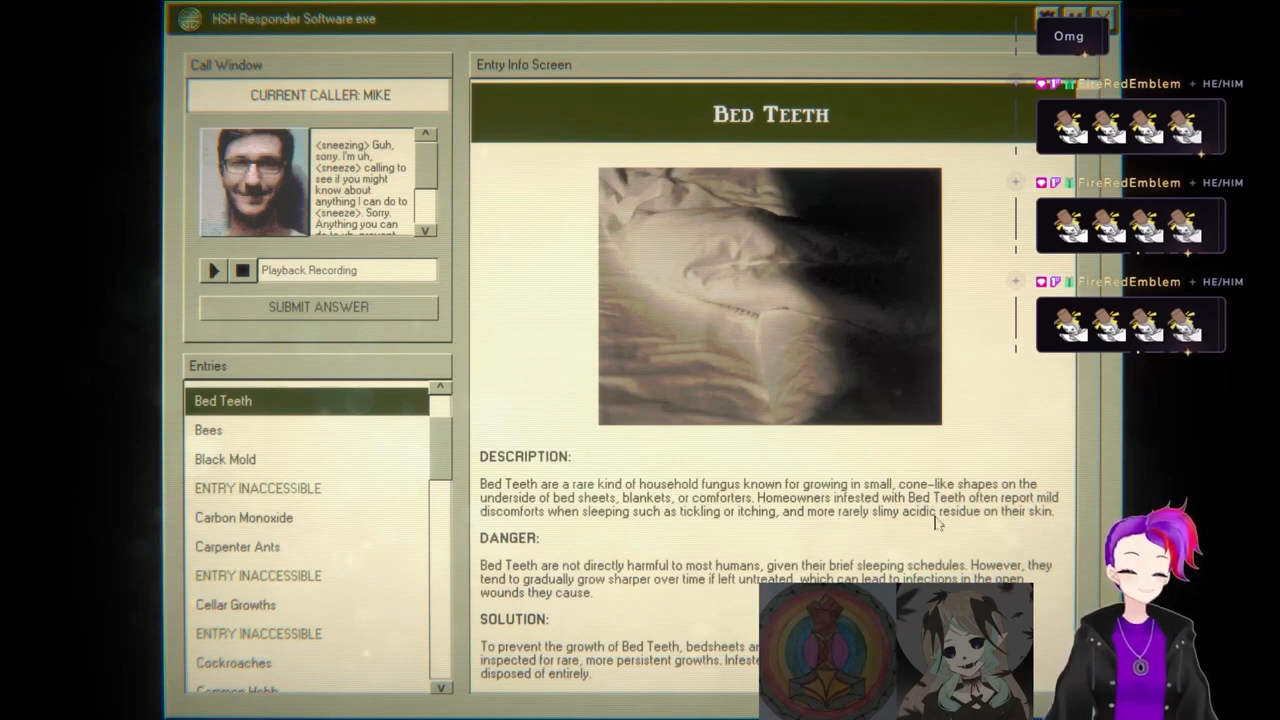 HSH Responder Software.exe
Call Window
CURRENT CALLER: MIKE
<sneezing> Guh,
sorry. I'm uh,
<sneeze> calling to
see if you might
know about
anything I can do to
<sneeze>. Sorry.
Anything you can
Playback Recording
SUBMIT ANSWER
Entries
Bed Teeth
Bees
Black Mold
ENTRY INACCESSIBLE
Carbon Monoxide
Carpenter Ants
ENTRY INACCESSIBLE
Cellar Growths
ENTRY INACCESSIBLE
Cockroaches
Entry Info Screen
BED TEETH
DESCRIPTION:
Bed Teeth are a rare kind of household fungus known for growing in small, cone-like shapes on the
underside of bed sheets, blankets, or comforters. Homeowners infested with Bed Teeth often report mild
discomforts when sleeping such as tickling or itching, and more rarely slimy acidic residue on their skin.
DANGER:
Bed Teeth are not directly harmful to most humans, given their brief sleeping schedules. However, they
tend to gradually grow sharper over time if left untreated, which can lead to infections in the open
wounds they cause.
SOLUTION:
To prevent the growth of Bed Teeth, bedsheets
inspected for rare, more persistent growths.
disposed of entirely.
Omg
FireRedEmblem + HE/HIM
FireRedEmblem + HE/HIM
FireRedEmblem + HE/HIM